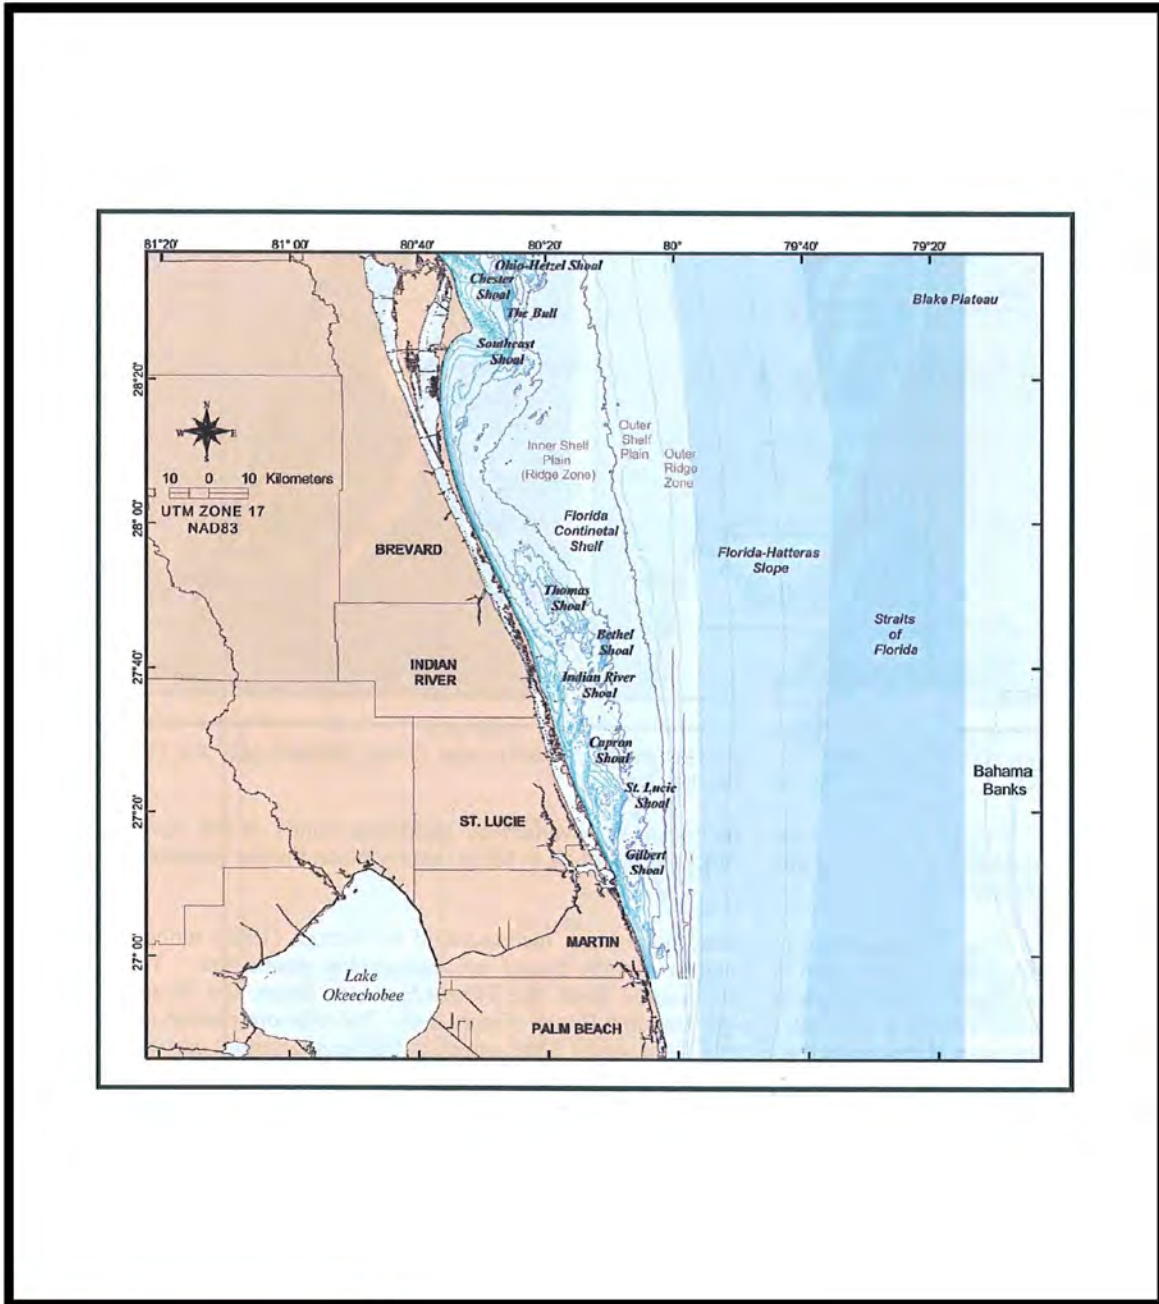 81°20'
81° 00'
80°40'
80°20'
80°
79°40'
79°20'
Ohio-Hetzel Shoal
Chester
Shoal
The Bull
Southeast
Shoal
Blake Plateau
28°20'
N
W E
S
10 0 10 Kilometers
UTM ZONE 17
NAD83
Inner Shelf
Plain
(Ridge Zone)
Outer
Shelf
Plain
Outer
Ridge
Zone
28° 00'
Florida
Continetal
Shelf
BREVARD
Florida-Hatteras
Slope
Thomas
Shoal
Straits
of
Florida
Bethel
Shoal
27°40'
INDIAN
RIVER
Indian River
Shoal
Capron
Shoal
St. Lucie
Shoal
Bahama
Banks
27°20'
ST. LUCIE
Gilbert
Shoal
27° 00'
MARTIN
Lake
Okeechobee
PALM BEACH